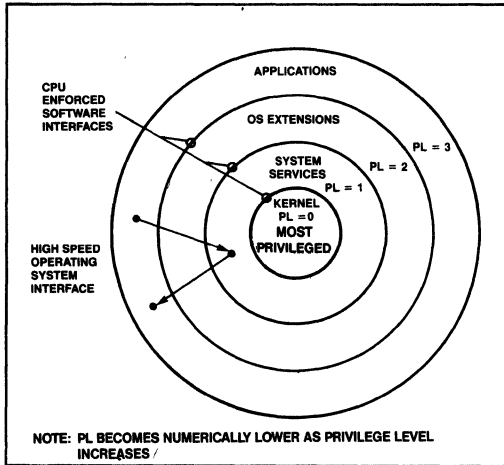 APPLICATIONS
CPU
ENFORCED
SOFTWARE
INTERFACES
OS EXTENSIONS
PL = 3
PL = 2
SYSTEM
SERVICES
PL = 1
KERNEL
PL =0
MOST
PRIVILEGED
HIGH SPEED
OPERATING
SYSTEM
INTERFACE
NOTE: PL BECOMES NUMERICALLY LOWER AS PRIVILEGE LEVEL
INCREASES